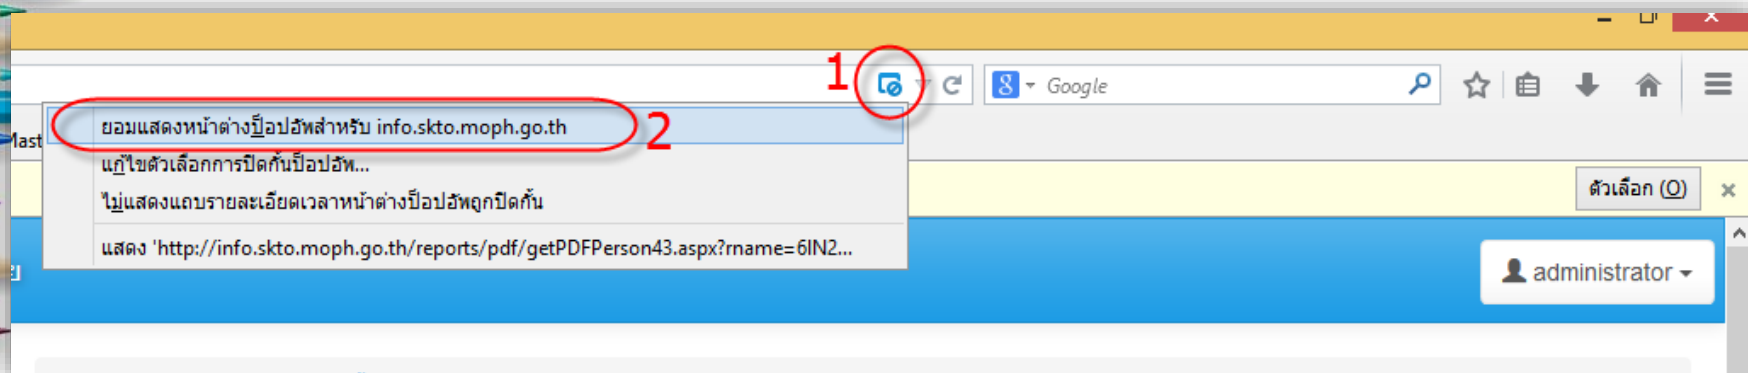 1
Google
ยอมแสดงหน้าต่างป็อปอัพสำหรับ info.skto.moph.go.th
2
แก้ไขตัวเลือกการปิดกั้นป็อปอัพ...
ไม่แสดงแถบรายละเอียดเวลาหน้าต่างป็อปอัพถูกปิดกั้น
ตัวเลือก (O)
แสดง 'http://info.skto.moph.go.th/reports/pdf/getPDFPerson43.aspx?rname=6IN2...
administrator